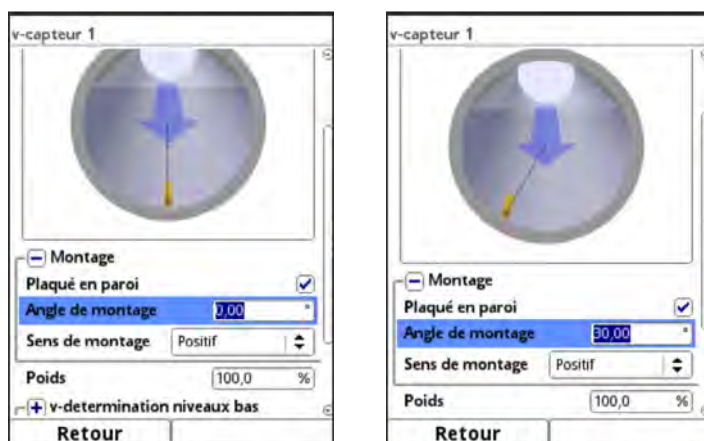 v-capteur 1
Montage
Plaqué en paroi
Angle de montage 0,00 °
Sens de montage Positif
Poids 100,0 %
v-determination niveaux bas
Retour
v-capteur 1
Montage
Plaqué en paroi
Angle de montage 30,00 °
Sens de montage Positif
Poids 100,0 %
Retour